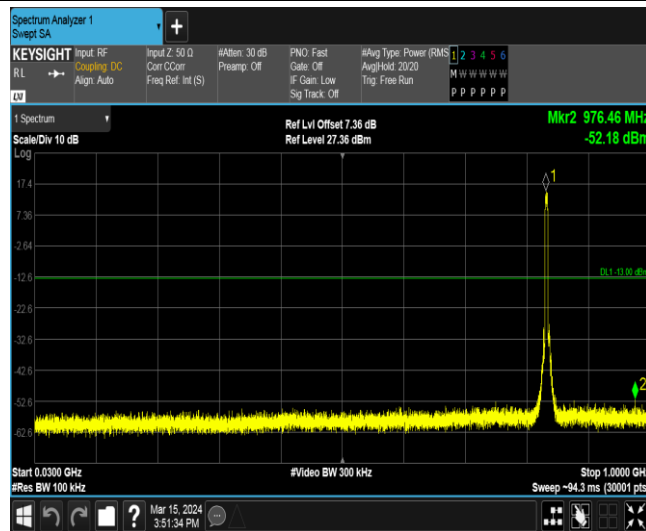 Spectrum Analyzer 1
Swept SA
KEYSIGHT
RL
LXI
Input: RF
Coupling: DC
Align: Auto
Input Z: 50 Ω
Corr CCorr
Freq Ref: Int (S)
#Atten: 30 dB
Preamp: Off
PNO: Fast
Gate: Off
IF Gain: Low
Sig Track: Off
#Avg Type: Power (RMS
Avg|Hold: 20/20
Trig: Free Run
1 2 3 4 5 6
M W W W W W
P P P P P P
1 Spectrum
Scale/Div 10 dB
Ref Lvl Offset 7.36 dB
Ref Level 27.36 dBm
Mkr2 976.46 MHz
-52.18 dBm
Log
17.4
7.36
-2.64
-12.6
-22.6
-32.6
-42.6
-52.6
-62.6
1
DL1 -13.00 dBm
2
Start 0.0300 GHz
#Res BW 100 kHz
#Video BW 300 kHz
Stop 1.0000 GHz
Sweep ~94.3 ms (30001 pts
?
Mar 15, 2024
3:51:34 PM